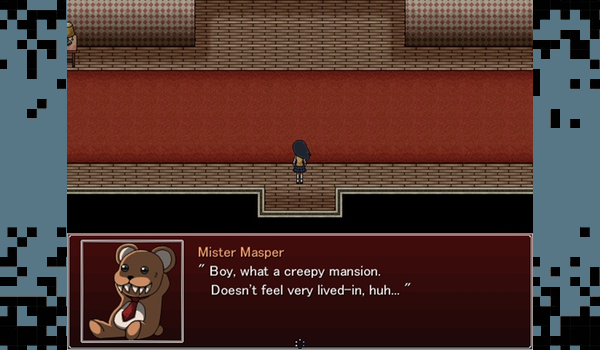 Mister Masper
" Boy, what a creepy mansion.
Doesn't feel very lived-in, huh... "